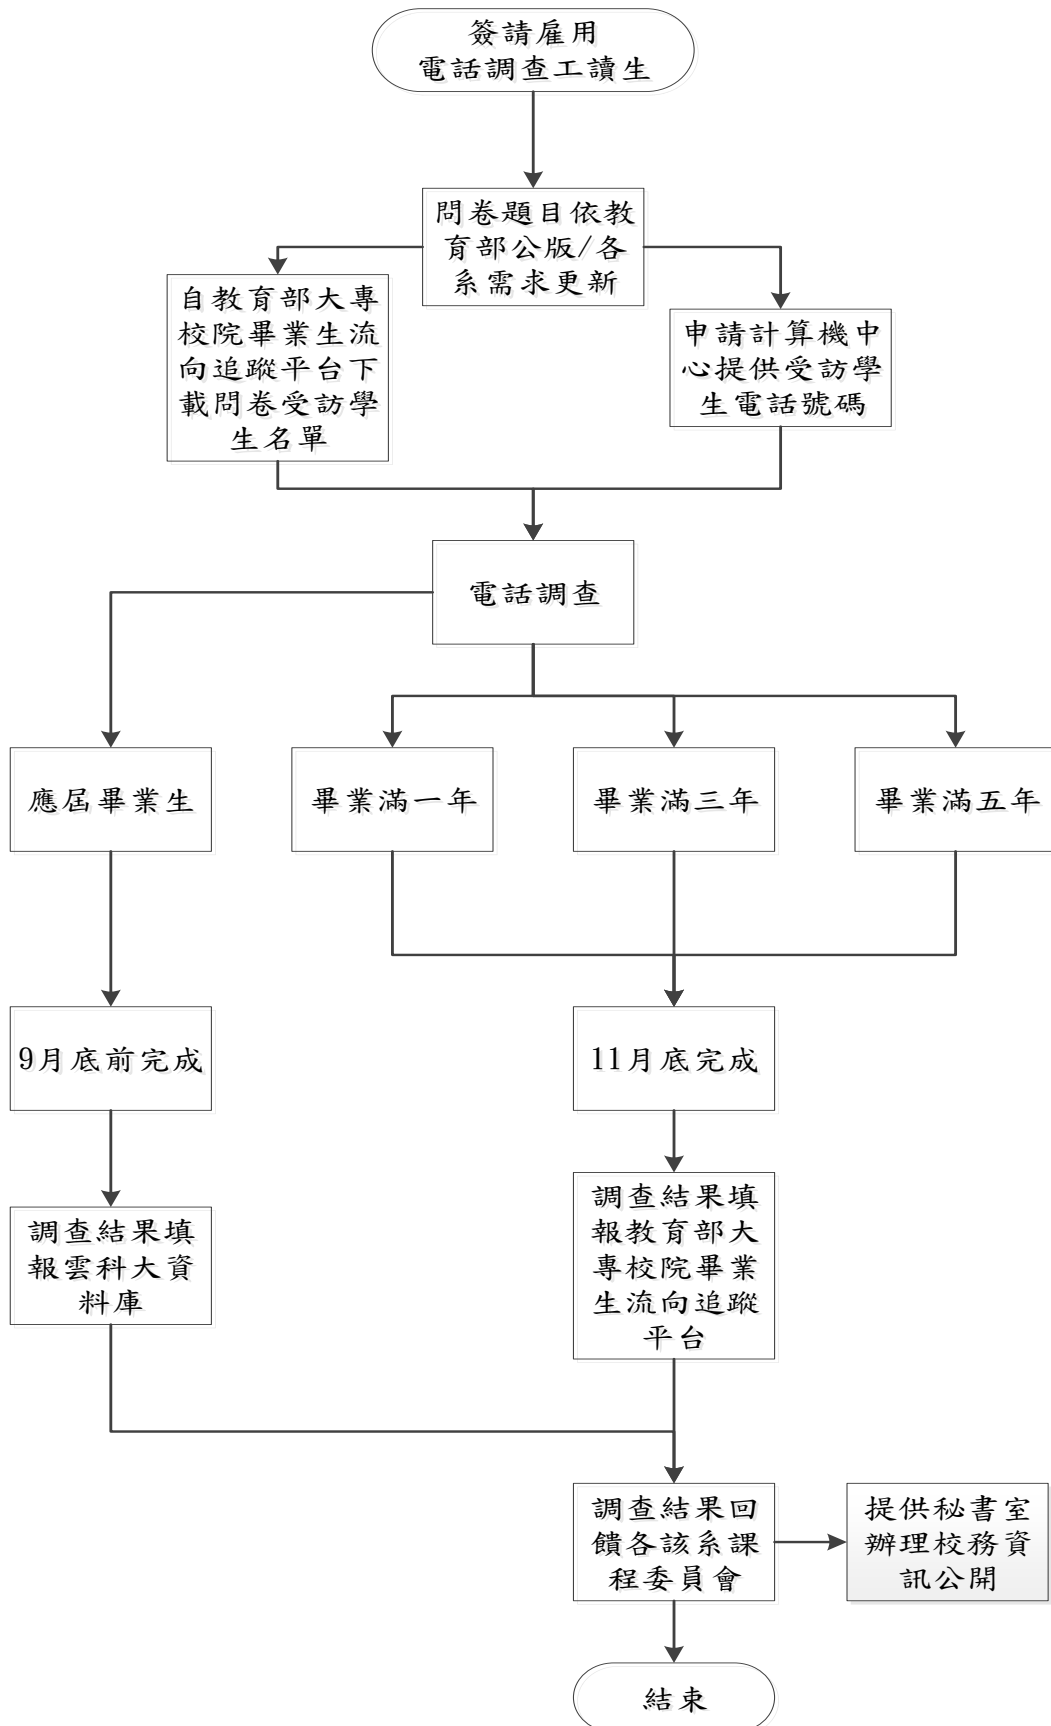 簽請雇用
電話調查工讀生
問卷題目依教
育部公版/各
系需求更新
自教育部大專
校院畢業生流
向追蹤平台下
載問卷受訪學
生名單
申請計算機中
心提供受訪學
生電話號碼
電話調查
應屆畢業生
畢業滿一年
畢業滿三年
畢業滿五年
9月底前完成
11月底完成
調查結果填
報雲科大資
料庫
調查結果填
報教育部大
專校院畢業
生流向追蹤
平台
調查結果回
饋各該系課
程委員會
提供秘書室
辦理校務資
訊公開
結束